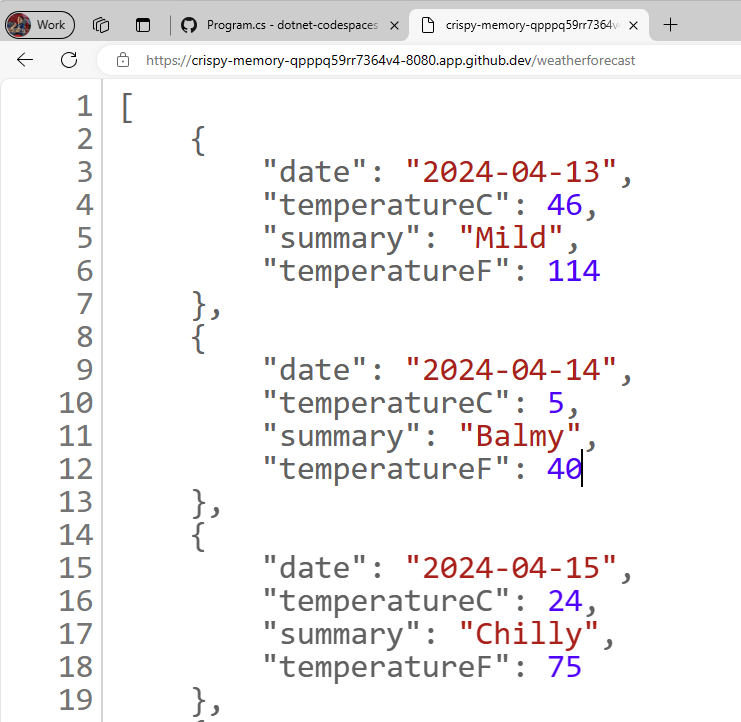 Work
Program.cs - dotnet-codespaces
crispy-memory-qpppq59rr7364v
https://crispy-memory-qpppq59rr7364v4-8080.app.github.dev/weatherforecast
1 [
2 {
3 "date": "2024-04-13",
4 "temperatureC": 46,
5 "summary": "Mild",
6 "temperatureF": 114
7 },
8 {
9 "date": "2024-04-14",
10 "temperatureC": 5,
11 "summary": "Balmy",
12 "temperatureF": 40
13 },
14 {
15 "date": "2024-04-15",
16 "temperatureC": 24,
17 "summary": "Chilly",
18 "temperatureF": 75
19 },